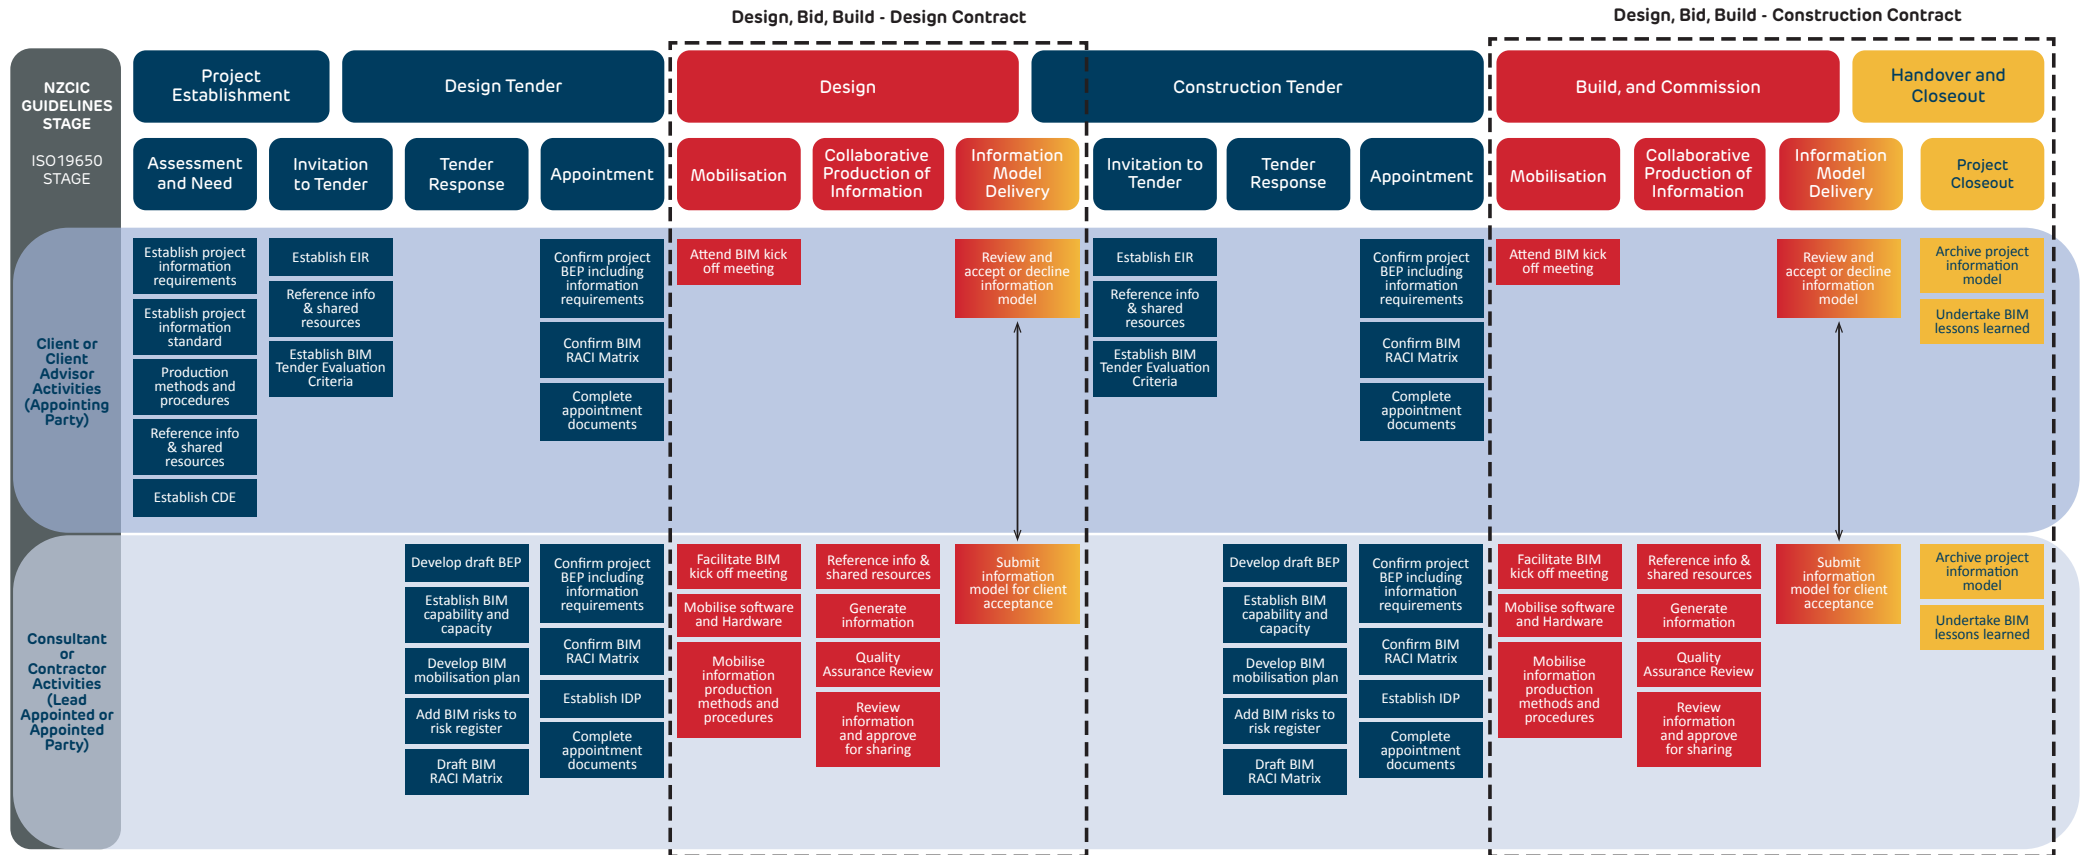 Design, Bid, Build - Design Contract
Design, Bid, Build - Construction Contract
NZCIC
GUIDELINES
STAGE
Project
Establishment
Design Tender
Design
Construction Tender
Build, and Commission
Handover and
Closeout
ISO19650
STAGE
Assessment
and Need
Invitation
to Tender
Tender
Response
Appointment
Mobilisation
Collaborative
Production of
Information
Information
Model
Delivery
Invitation to
Tender
Tender
Response
Appointment
Mobilisation
Collaborative
Production of
Information
Information
Model
Delivery
Project
Closeout
Client or
Client
Advisor
Activities
(Appointing
Party)
Establish project
information
requirements
Establish project
information
standard
Production
methods and
procedures
Reference info
& shared
resources
Establish CDE
Establish EIR
Reference info
& shared
resources
Establish BIM
Tender Evaluation
Criteria
Confirm project
BEP including
information
requirements
Confirm BIM
RACI Matrix
Complete
appointment
documents
Attend BIM kick
off meeting
Review and
accept or decline
information
model
Establish EIR
Reference info
& shared
resources
Establish BIM
Tender Evaluation
Criteria
Confirm project
BEP including
information
requirements
Confirm BIM
RACI Matrix
Complete
appointment
documents
Attend BIM kick
off meeting
Review and
accept or decline
information
model
Archive project
information
model
Undertake BIM
lessons learned
Consultant
or
Contractor
Activities
(Lead
Appointed or
Appointed
Party)
Develop draft BEP
Establish BIM
capability and
capacity
Develop BIM
mobilisation plan
Add BIM risks to
risk register
Draft BIM
RACI Matrix
Confirm project
BEP including
information
requirements
Confirm BIM
RACI Matrix
Establish IDP
Complete
appointment
documents
Facilitate BIM
kick off meeting
Mobilise software
and Hardware
Mobilise
information
production
methods and
procedures
Reference info &
shared resources
Generate
information
Quality
Assurance Review
Review
information
and approve
for sharing
Submit
information
model for client
acceptance
Develop draft BEP
Establish BIM
capability and
capacity
Develop BIM
mobilisation plan
Add BIM risks to
risk register
Draft BIM
RACI Matrix
Confirm project
BEP including
information
requirements
Confirm BIM
RACI Matrix
Establish IDP
Complete
appointment
documents
Facilitate BIM
kick off meeting
Mobilise software
and Hardware
Mobilise
information
production
methods and
procedures
Reference info &
shared resources
Generate
information
Quality
Assurance Review
Review
information
and approve
for sharing
Submit
information
model for client
acceptance
Archive project
information
model
Undertake BIM
lessons learned